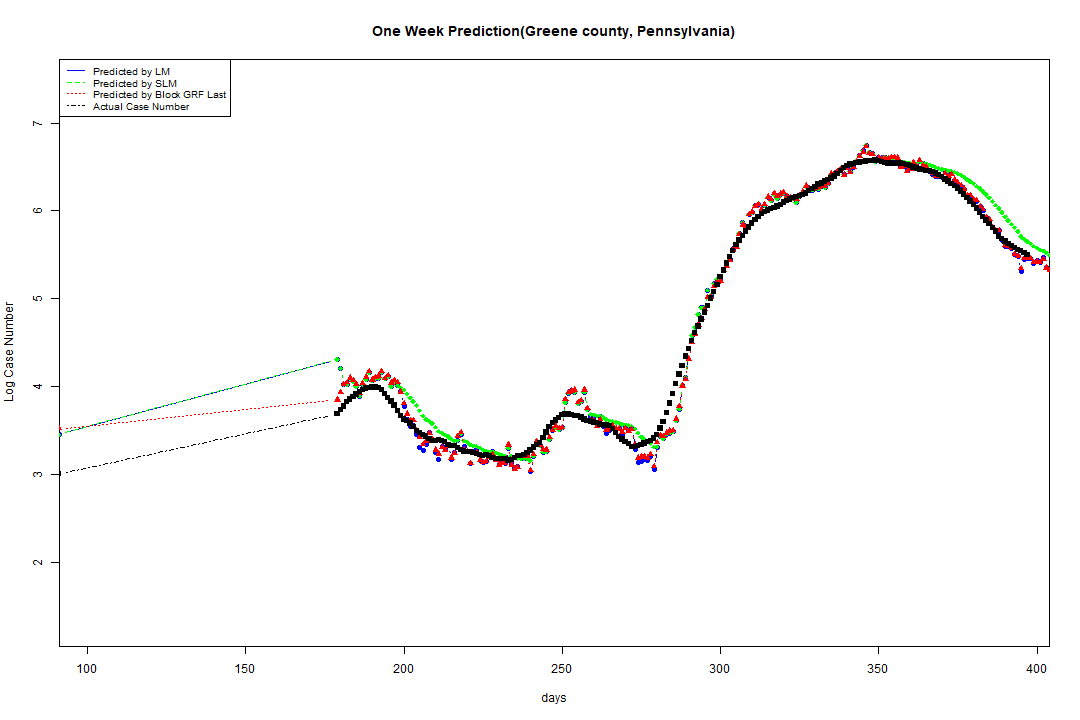 One Week Prediction(Greene county, Pennsylvania)
Predicted by LM
Predicted by SLM
Predicted by Block GRF Last
Actual Case Number
7
6
5
4
3
2
Log Case Number
100 150 200 250 300 350 400
days